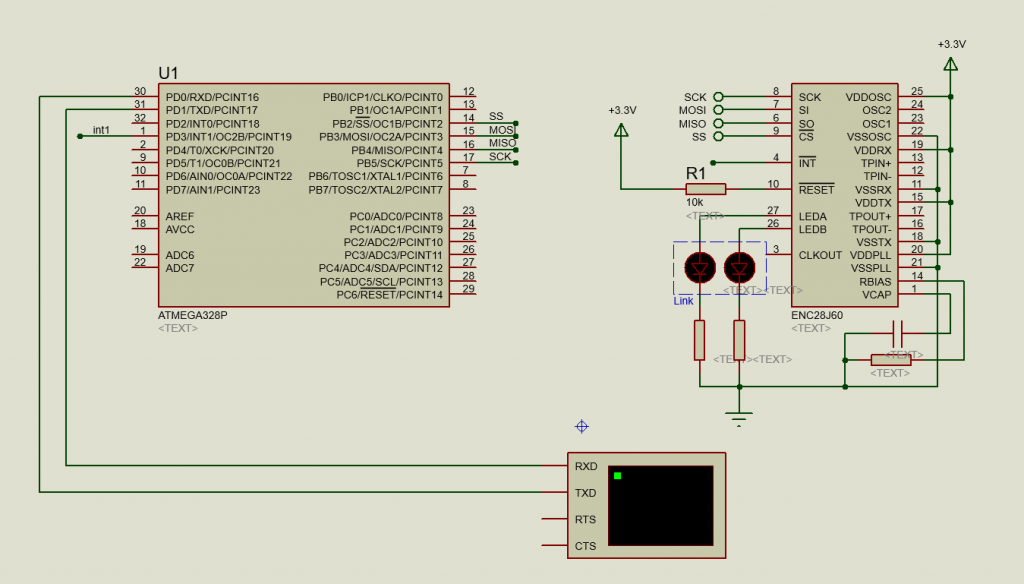 U1
30 PD0/RXD/PCINT16
31 PD1/TXD/PCINT17
32 PD2/INT0/PCINT18
int1 1 PD3/INT1/OC2B/PCINT19
2 PD4/T0/XCK/PCINT20
9 PD5/T1/OC0B/PCINT21
10 PD6/AIN0/OC0A/PCINT22
11 PD7/AIN1/PCINT23
20 AREF
18 AVCC
19 ADC6
22 ADC7
PB0/ICP1/CLKO/PCINT0 12
PB1/OC1A/PCINT1 13
PB2/SS/OC1B/PCINT2 14 SS
PB3/MOSI/OC2A/PCINT3 15 MOSI
PB4/MISO/PCINT4 16 MISO
PB5/SCK/PCINT5 17 SCK
PB6/TOSC1/XTAL1/PCINT6 7
PB7/TOSC2/XTAL2/PCINT7 8
PC0/ADC0/PCINT8 23
PC1/ADC1/PCINT9 24
PC2/ADC2/PCINT10 25
PC3/ADC3/PCINT11 26
PC4/ADC4/SDA/PCINT12 27
PC5/ADC5/SCL/PCINT13 28
PC6/RESET/PCINT14 29
ATMEGA328P
<TEXT>
+3.3V
+3.3V
SCK 8 SCK
MOSI 7 SI
MISO 6 SO
SS 9 CS
4 INT
R1
10k
<TEXT>
10 RESET
27 LEDA
26 LEDB
3 CLKOUT
VDDOSC 25
OSC2 24
OSC1 23
VSSOSC 22
VDDRX 19
TPIN+ 13
TPIN- 12
VSSRX 11
VDDTX 15
TPOUT+ 17
TPOUT- 16
VSSTX 18
VDDPLL 20
VSSPLL 21
RBIAS 14
VCAP 1
ENC28J60
<TEXT>
<TEXT><TEXT>
Link
<TEXT><TEXT>
<TEXT>
<TEXT>
RXD
TXD
RTS
CTS